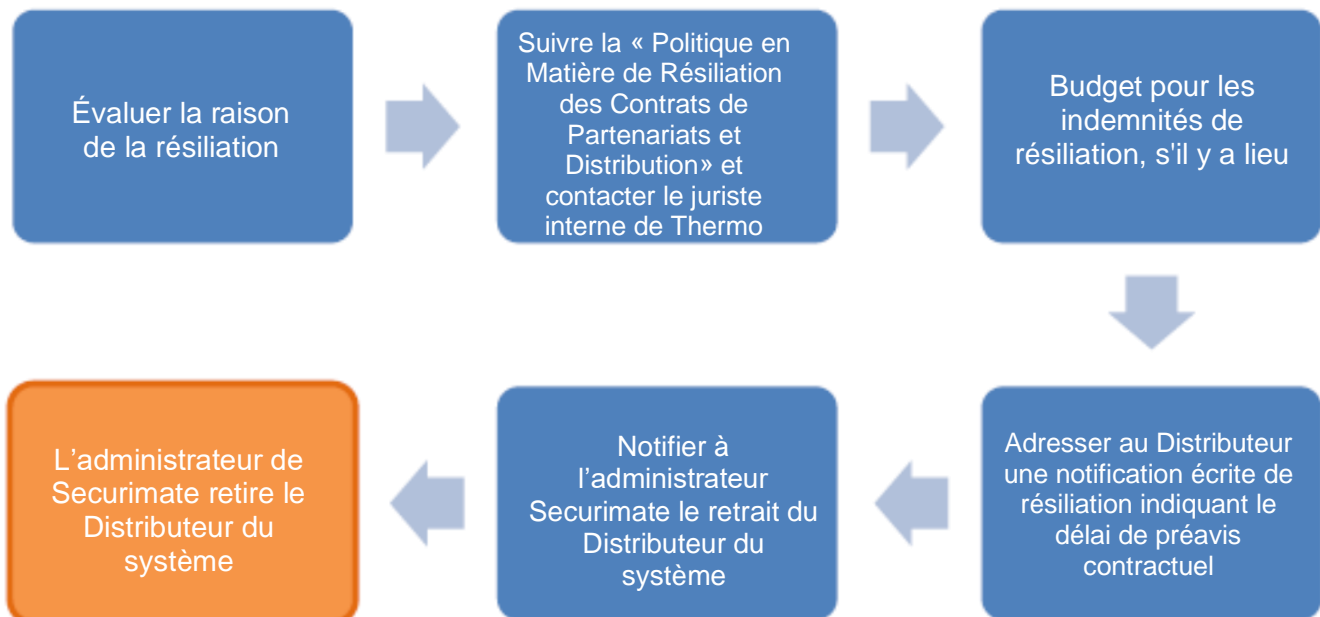 Évaluer la raison
de la résiliation
Suivre la « Politique en
Matière de Résiliation
des Contrats de
Partenariats et
Distribution» et
contacter le juriste
interne de Thermo
Budget pour les
indemnités de
résiliation, s'il y a lieu
Adresser au Distributeur
une notification écrite de
résiliation indiquant le
délai de préavis
contractuel
Notifier à
l’administrateur
Securimate le retrait du
Distributeur du
système
L’administrateur de
Securimate retire le
Distributeur du
système